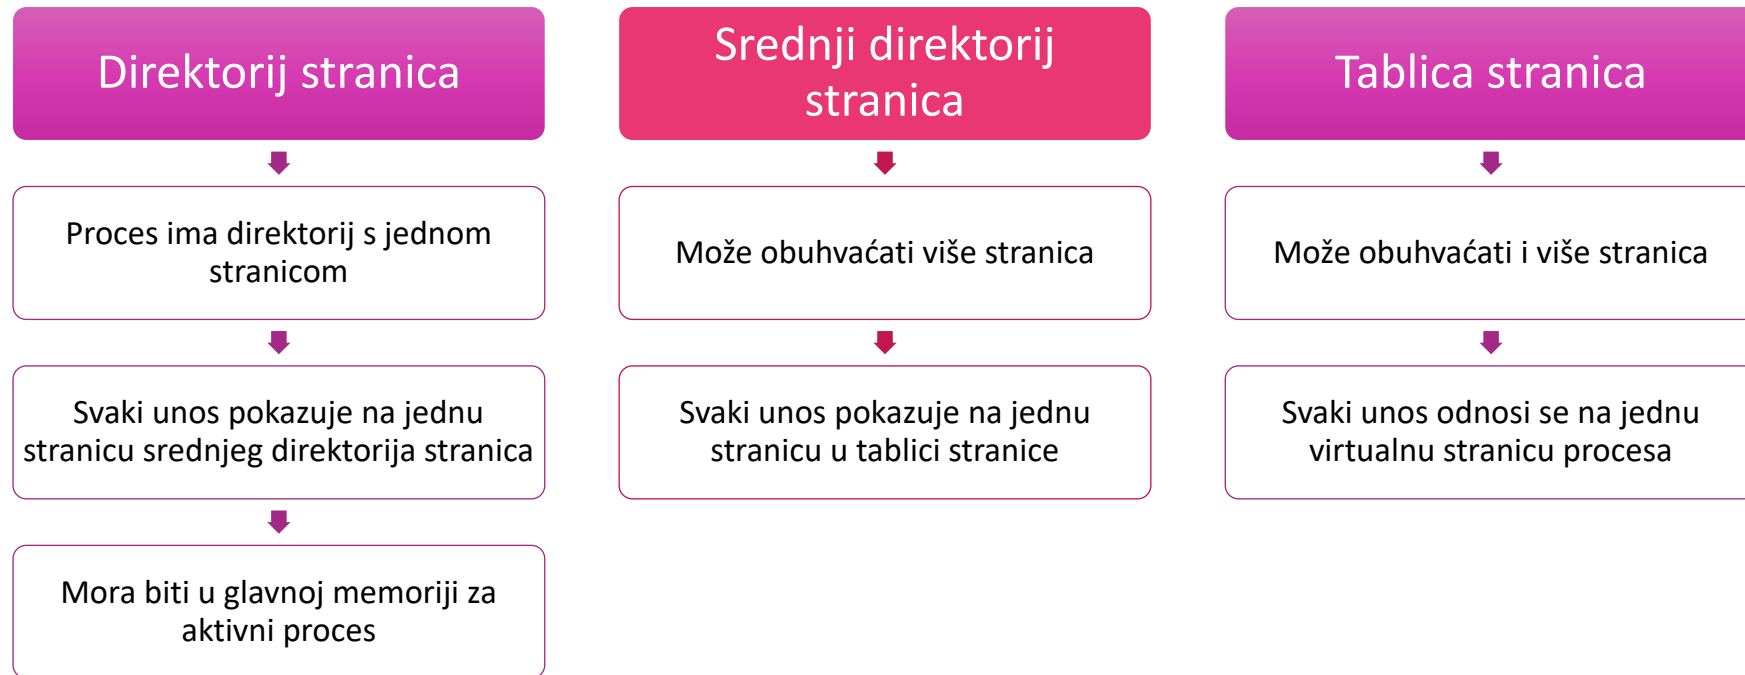 Direktorij stranica
Proces ima direktorij s jednom
stranicom
Svaki unos pokazuje na jednu
stranicu srednjeg direktorija stranica
Mora biti u glavnoj memoriji za
aktivni proces
Srednji direktorij
stranica
Može obuhvaćati više stranica
Svaki unos pokazuje na jednu
stranicu u tablici stranice
Tablica stranica
Može obuhvaćati i više stranica
Svaki unos odnosi se na jednu
virtualnu stranicu procesa